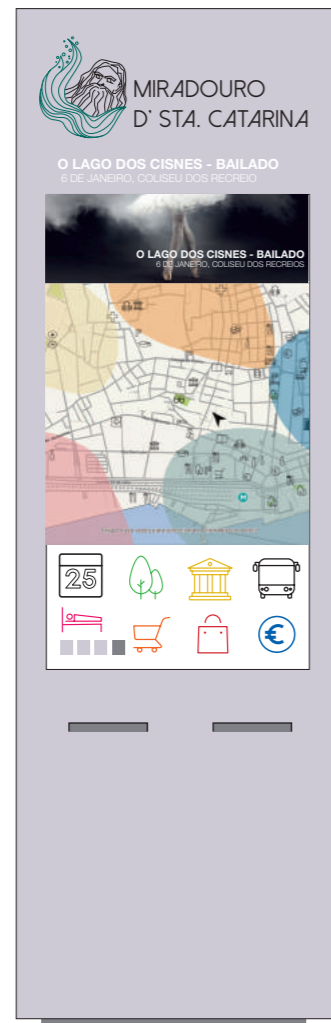 MIRADOURO
D' STA. CATARINA
O LAGO DOS CISNES - BAILADO
6 DE JANEIRO, COLISEU DOS RECREIO
O LAGO DOS CISNES - BAILADO
6 DE JANEIRO, COLISEU DOS RECREIOS
M
25
€